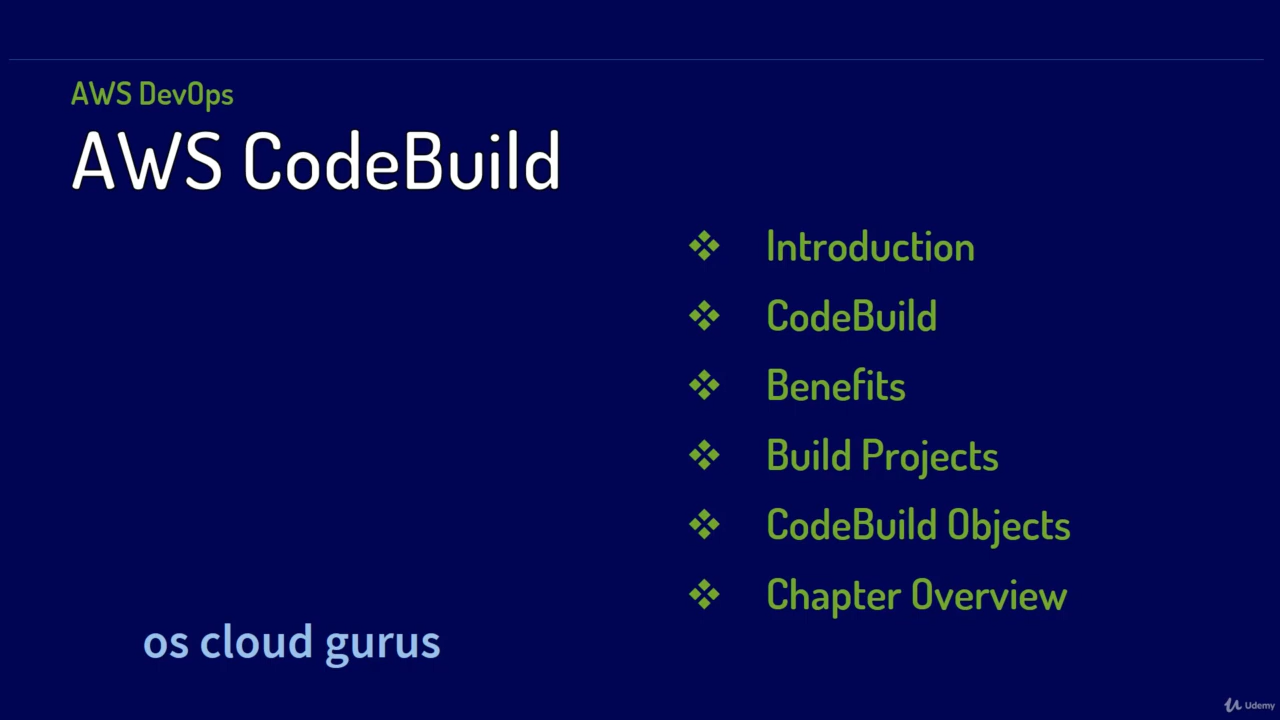 AWS DevOps
AWS CodeBuild
❖ Introduction
❖ CodeBuild
❖ Benefits
❖ Build Projects
❖ CodeBuild Objects
❖ Chapter Overview
os cloud gurus
Udemy